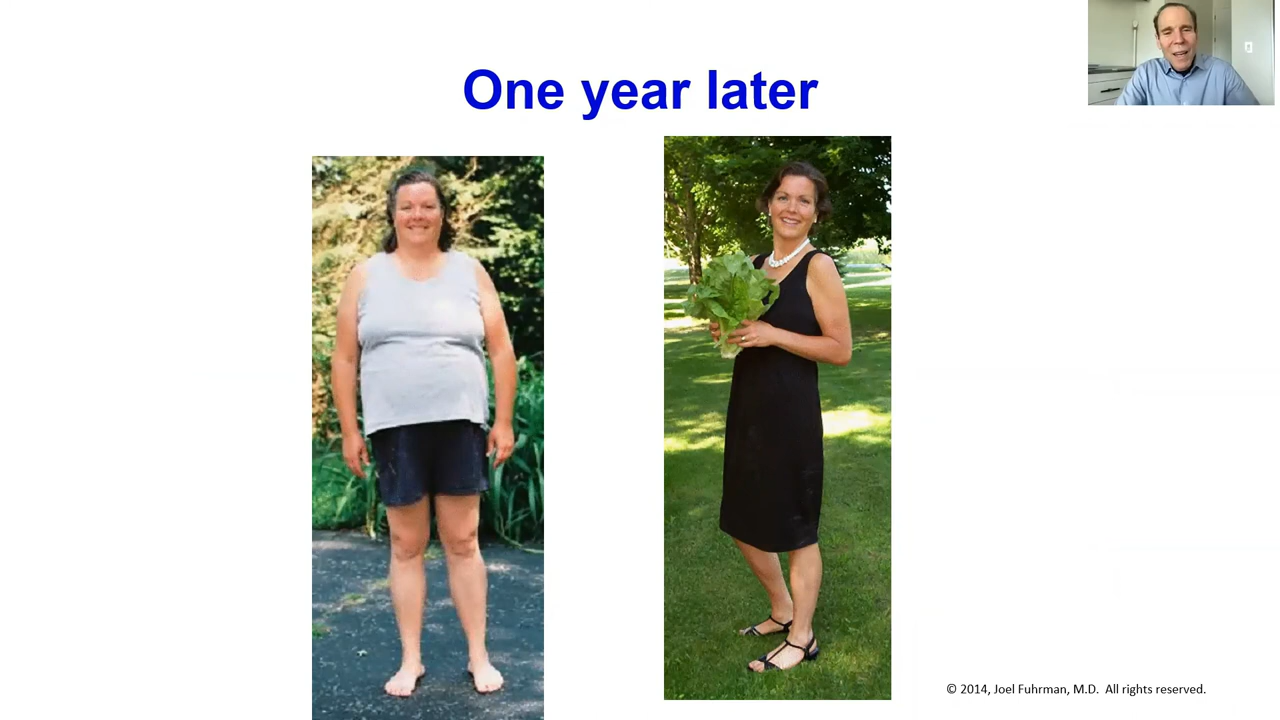 One year later
© 2014, Joel Fuhrman, M.D.  All rights reserved.